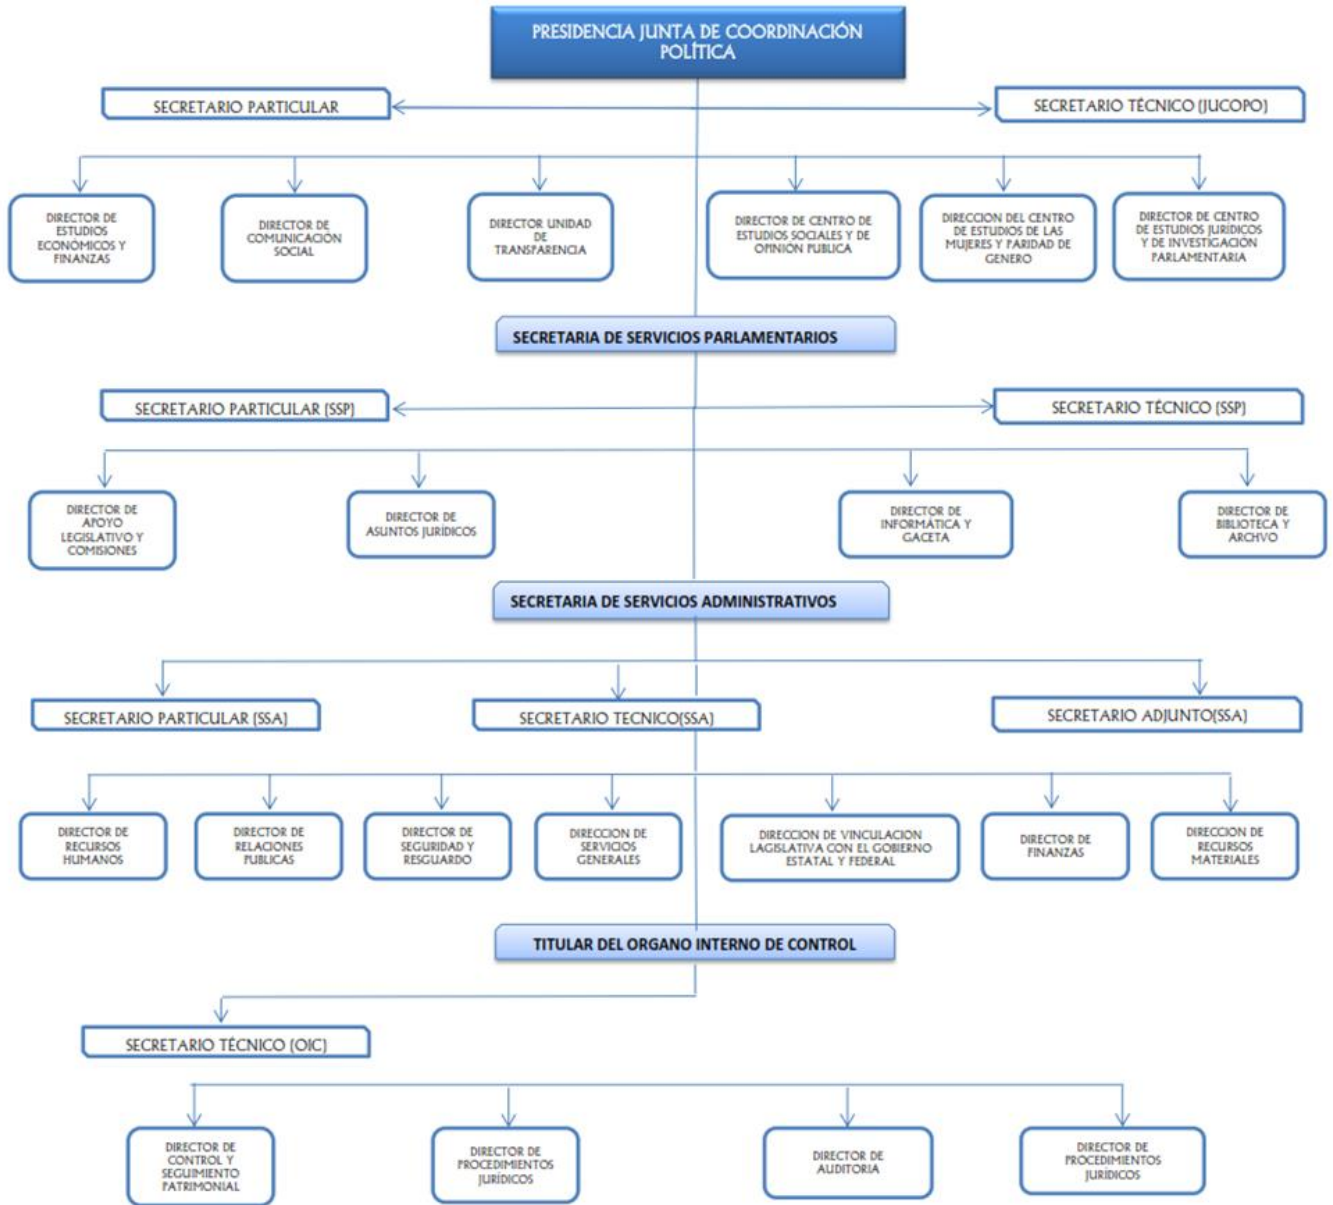 PRESIDENCIA JUNTA DE COORDINACIÓN
POLÍTICA
SECRETARIO PARTICULAR
SECRETARIO TÉCNICO (JUCOPO)
DIRECTOR DE
ESTUDIOS
ECONÓMICOS Y
FINANZAS
DIRECTOR DE
COMUNICACIÓN
SOCIAL
DIRECTOR UNIDAD
DE
TRANSPARENCIA
DIRECTOR DE CENTRO DE
ESTUDIOS SOCIALES Y DE
OPINIÓN PUBLICA
DIRECCION DEL CENTRO
DE ESTUDIOS DE LAS
MUJERES Y PARIDAD DE
GENERO
DIRECTOR DE CENTRO
DE ESTUDIOS JURÍDICOS
Y DE INVESTIGACIÓN
PARLAMENTARIA
SECRETARIA DE SERVICIOS PARLAMENTARIOS
SECRETARIO PARTICULAR (SSP)
SECRETARIO TÉCNICO (SSP)
DIRECTOR DE
APOYO
LEGISLATIVO Y
COMISIONES
DIRECTOR DE
ASUNTOS JURÍDICOS
DIRECTOR DE
INFORMÁTICA Y
GACETA
DIRECTOR DE
BIBLIOTECA Y
ARCHVO
SECRETARIA DE SERVICIOS ADMINISTRATIVOS
SECRETARIO PARTICULAR (SSA)
SECRETARIO TECNICO(SSA)
SECRETARIO ADJUNTO(SSA)
DIRECTOR DE
RECURSOS
HUMANOS
DIRECTOR DE
RELACIONES
PUBLICAS
DIRECTOR DE
SEGURIDAD Y
RESGUARDO
DIRECCION DE
SERVICIOS
GENERALES
DIRECCION DE VINCULACION
LAGISLATIVA CON EL GOBIERNO
ESTATAL Y FEDERAL
DIRECTOR DE
FINANZAS
DIRECCION DE
RECURSOS
MATERIALES
TITULAR DEL ORGANO INTERNO DE CONTROL
SECRETARIO TÉCNICO (OIC)
DIRECTOR DE
CONTROL Y
SEGUIMIENTO
PATRIMONIAL
DIRECTOR DE
PROCEDIMIENTOS
JURÍDICOS
DIRECTOR DE
AUDITORIA
DIRECTOR DE
PROCEDIMIENTOS
JURÍDICOS